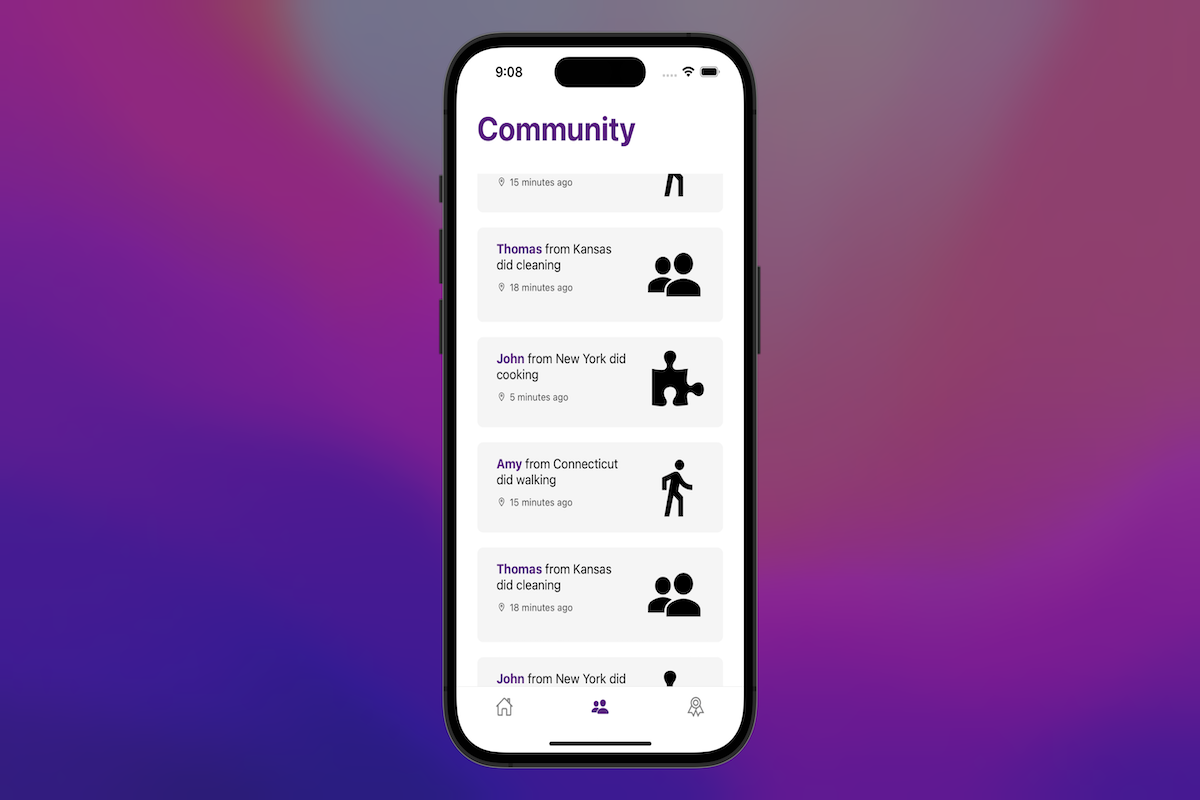 9:08
Community
15 minutes ago
Thomas from Kansas
did cleaning
18 minutes ago
John from New York did
cooking
5 minutes ago
Amy from Connecticut
did walking
15 minutes ago
Thomas from Kansas
did cleaning
18 minutes ago
John from New York did